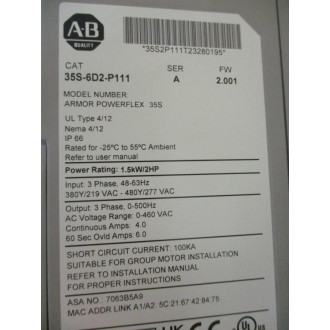 A-B
QUALITY
"35S2P111T23280195"
CAT SER FW
35S-6D2-P111 A 2.001
MODEL NUMBER:
ARMOR POWERFLEX 35S
UL Type 4/12
Nema 4/12
IP 66
Rated for -25°C to 55°C Ambient
Refer to user manual
Power Rating: 1.5kW/2HP
Input: 3 Phase, 48-63Hz
380Y/219 VAC - 480Y/277 VAC
Output: 3 Phase, 0-500Hz
AC Voltage Range: 0-460 VAC
Continuous Amps: 4.0
60 Sec Ovld Amps: 6.0
SHORT CIRCUIT CURRENT: 100KA
SUITABLE FOR GROUP MOTOR INSTALLATION
REFER TO INSTALLATION MANUAL
FOR PROPER INSTRUCTIONS
ASA NO.: 7063B5A9
MAC ADDR LINK A1/A2: 5C:21:67:42:84:75